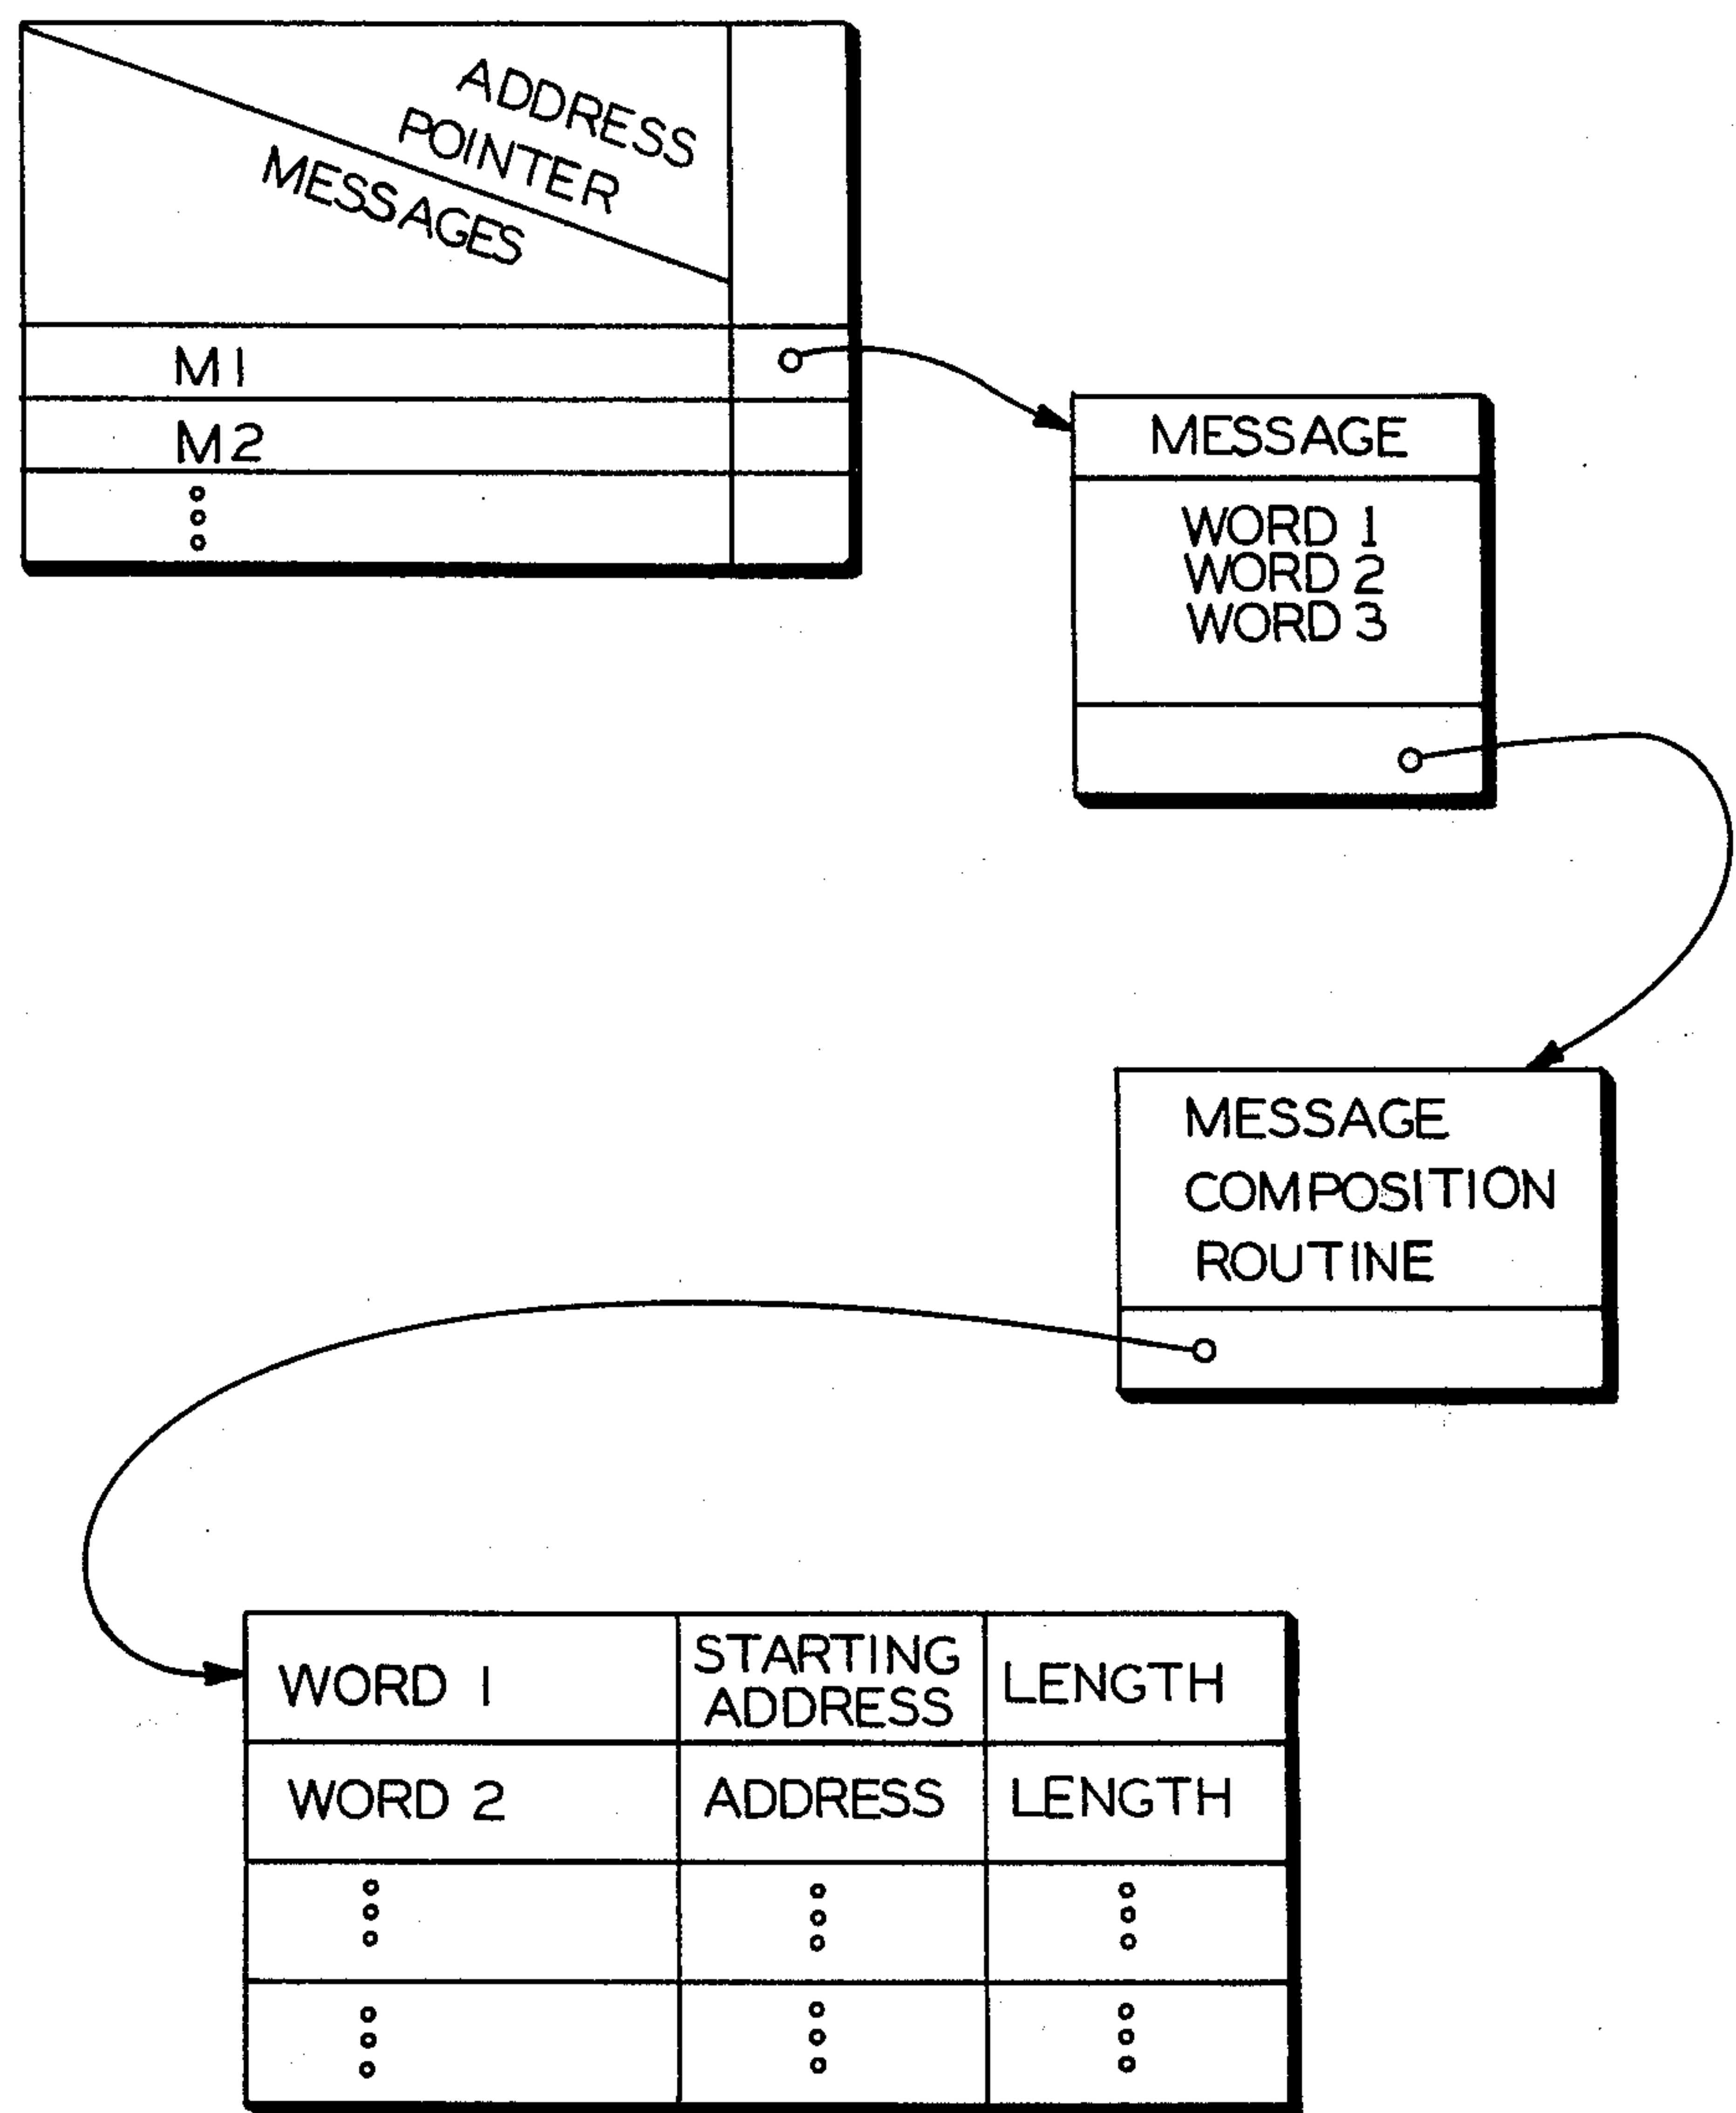 ADDRESS
POINTER
MESSAGES
M1
M2
MESSAGE
WORD 1
WORD 2
WORD 3
MESSAGE
COMPOSITION
ROUTINE
WORD 1
STARTING
ADDRESS
LENGTH
WORD 2
ADDRESS
LENGTH